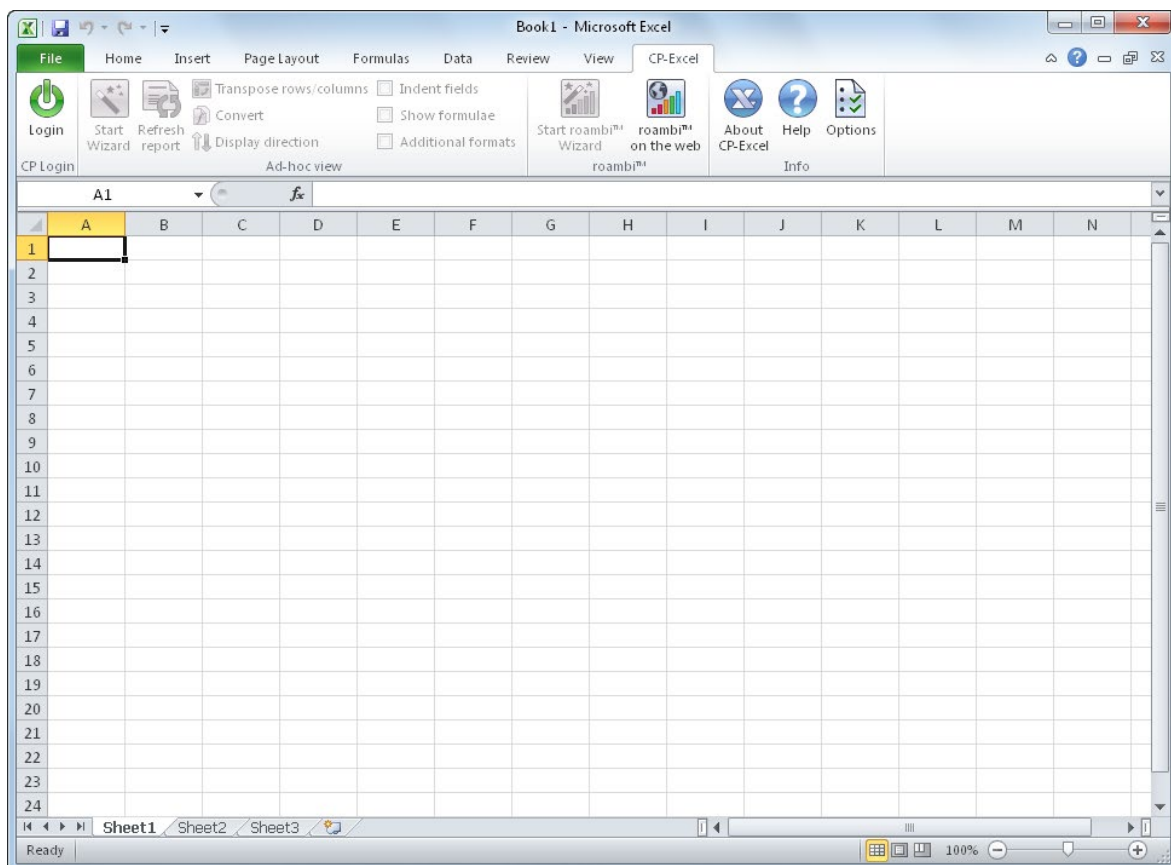 Book1 - Microsoft Excel
File Home Insert Page Layout Formulas Data Review View CP-Excel
Login
CP Login
Start Wizard
Refresh report
Transpose rows/columns
Convert
Display direction
Indent fields
Show formulae
Additional formats
Ad-hoc view
Start roambi™ Wizard
roambi™ on the web
roambi™
About CP-Excel
Help
Options
Info
A1 fx
A B C D E F G H I J K L M N
1
2
3
4
5
6
7
8
9
10
11
12
13
14
15
16
17
18
19
20
21
22
23
24
Sheet1 Sheet2 Sheet3
Ready 100%